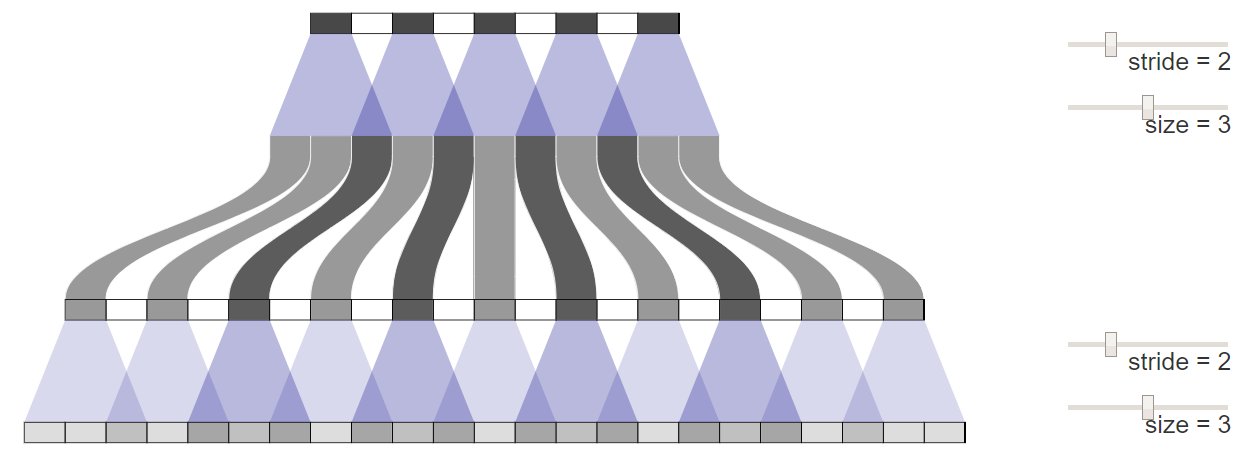 stride = 2
size = 3
stride = 2
size = 3